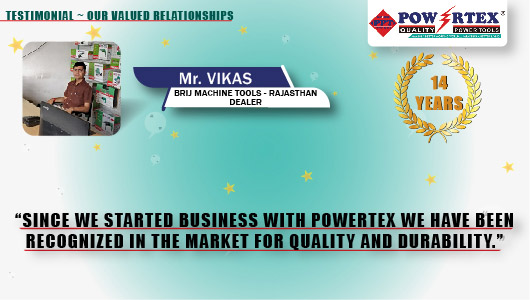 TESTIMONIAL ~ OUR VALUED RELATIONSHIPS
PPT
POWERTEX
QUALITY POWER TOOLS
Mr. VIKAS
BRIJ MACHINE TOOLS - RAJASTHAN
DEALER
14
YEARS
“SINCE WE STARTED BUSINESS WITH POWERTEX WE HAVE BEEN
RECOGNIZED IN THE MARKET FOR QUALITY AND DURABILITY.”